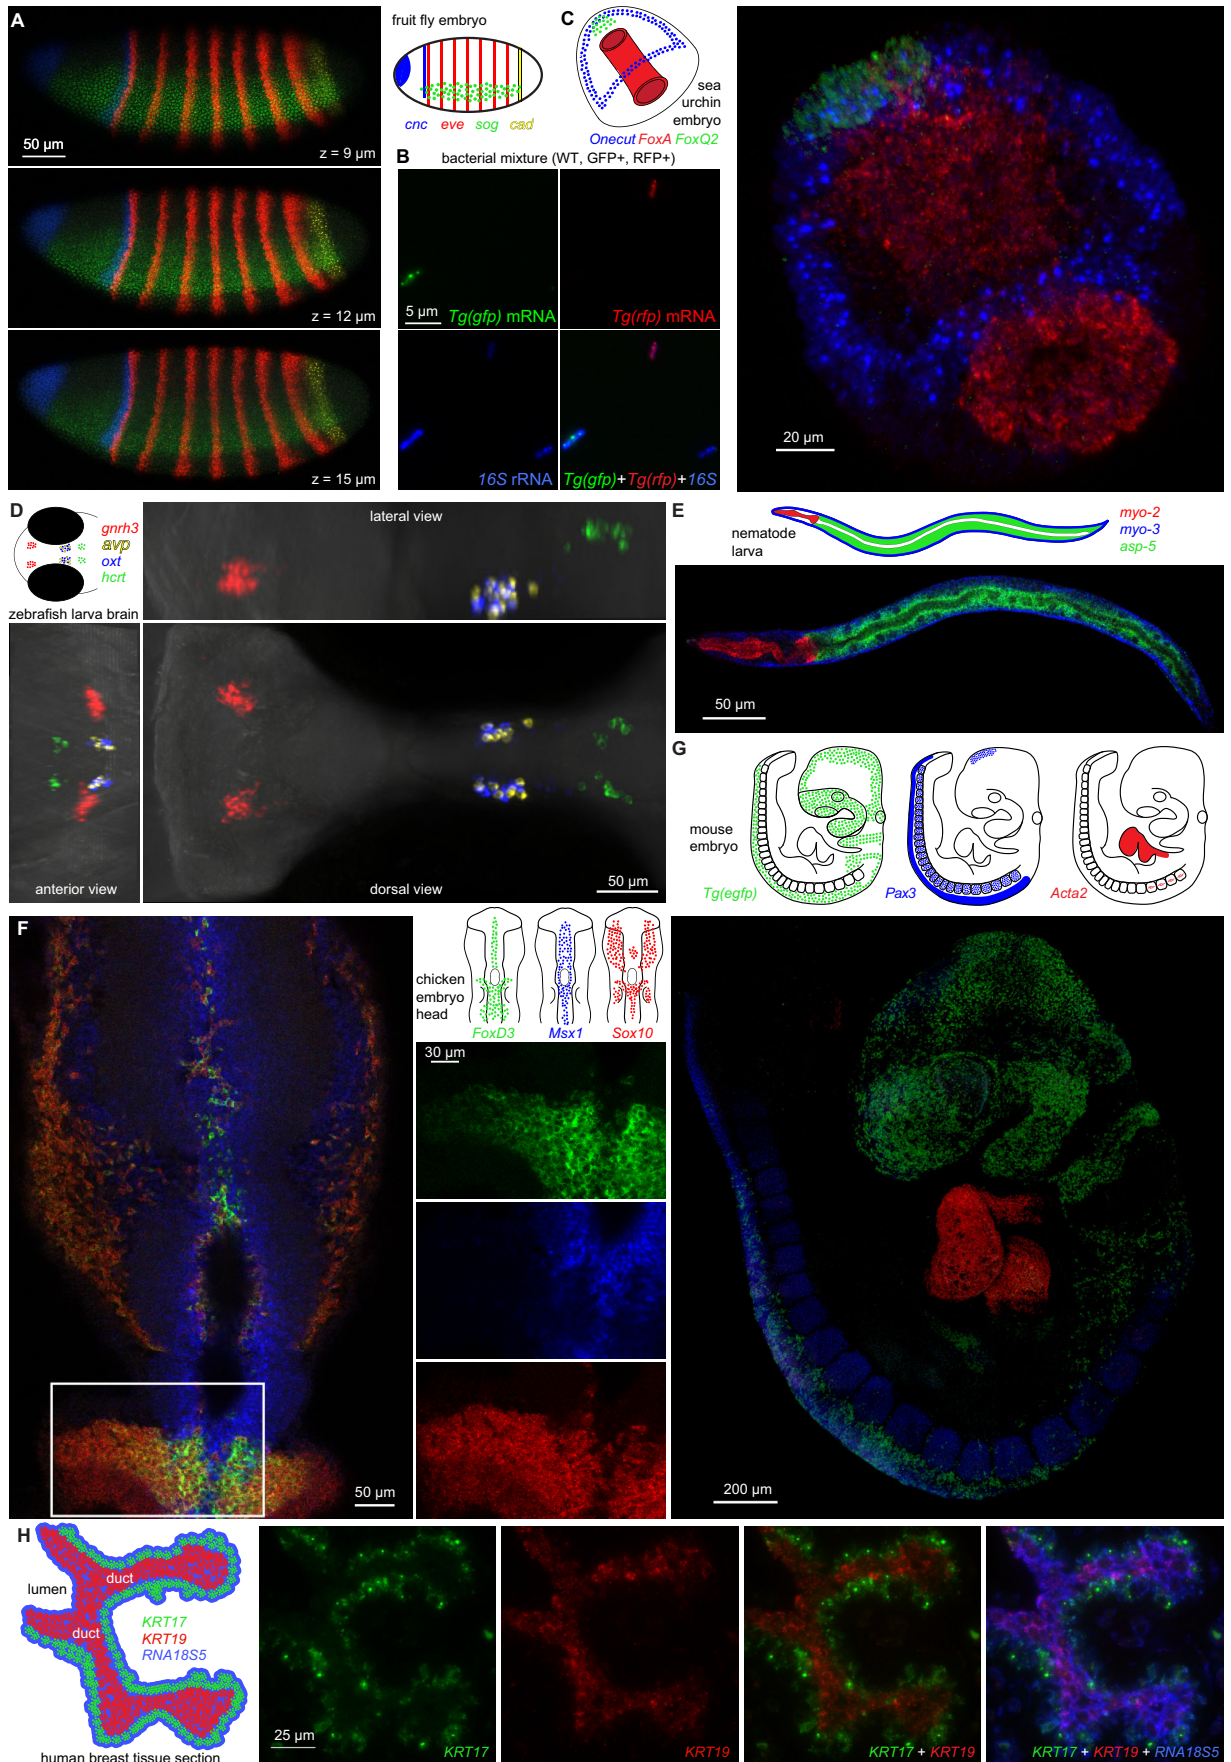 A
50 µm
z = 9 µm
z = 12 µm
z = 15 µm
fruit fly embryo
cnc eve sog cad
C
sea
urchin
embryo
Onecut FoxA FoxQ2
20 µm
B
bacterial mixture (WT, GFP+, RFP+)
5 µm
Tg(gfp) mRNA
Tg(rfp) mRNA
16S rRNA
Tg(gfp)+Tg(rfp)+16S
D
gnrh3
avp
oxt
hcrt
zebrafish larva brain
lateral view
anterior view
dorsal view
50 µm
E
nematode
larva
myo-2
myo-3
asp-5
50 µm
G
mouse
embryo
Tg(egfp)
Pax3
Acta2
200 µm
F
50 µm
chicken
embryo
head
FoxD3
Msx1
Sox10
30 µm
H
lumen
duct
duct
KRT17
KRT19
RNA18S5
human breast tissue section
25 µm
KRT17
KRT19
KRT17 + KRT19
KRT17 + KRT19 + RNA18S5